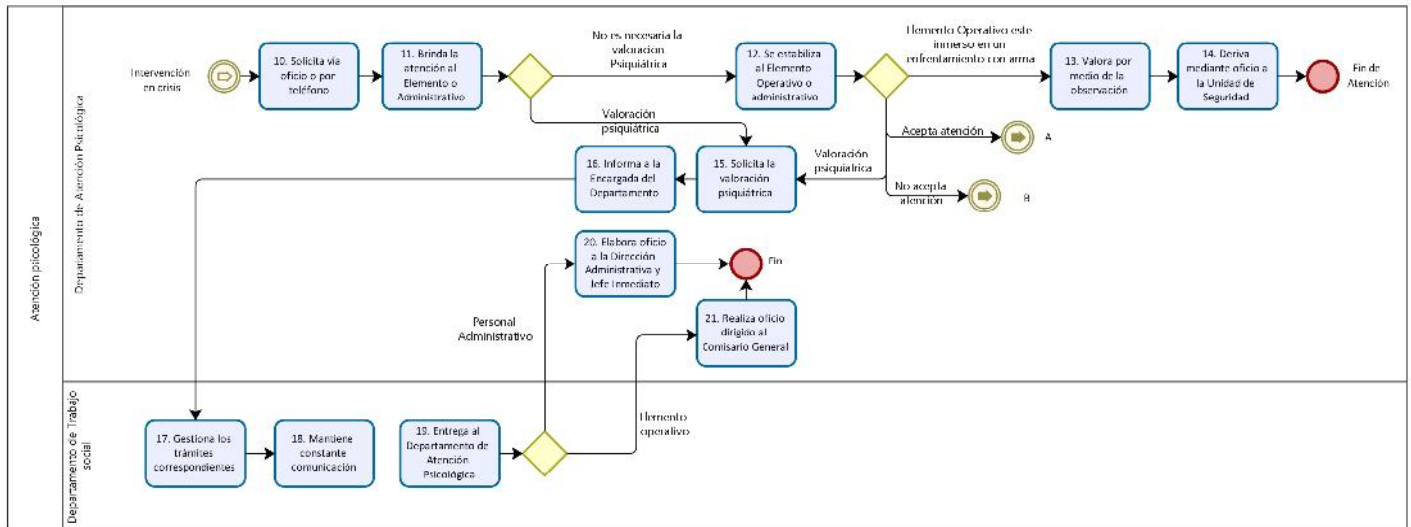 Atención psicológica
Departamento de Atención Psicológica
Intervención
en crisis
10. Solicita vía
oficio o por
teléfono
11. Brinda la
atención al
Elemento o
Administrativo
No es necesaria la
valoración
Psiquiátrica
Valoración
psiquiátrica
12. Se estabiliza
al Elemento
Operativo o
administrativo
Elemento Operativo este
inmerso en un
enfrentamiento con arma
13. Valora por
medio de la
observación
14. Deriva
mediante oficio a
la Unidad de
Seguridad
Fin de
Atención
Acepta atención
A
No acepta
atención
B
Valoración
psiquiátrica
15. Solicita la
valoración
psiquiátrica
16. Informa a la
Encargada del
Departamento
20. Elabora oficio
a la Dirección
Administrativa y
Jefe Inmediato
Fin
21. Realiza oficio
dirigido al
Comisario General
Personal
Administrativo
Departamento de Trabajo
social
17. Gestiona los
trámites
correspondientes
18. Mantiene
constante
comunicación
19. Entrega al
Departamento de
Atención
Psicológica
Elemento
operativo